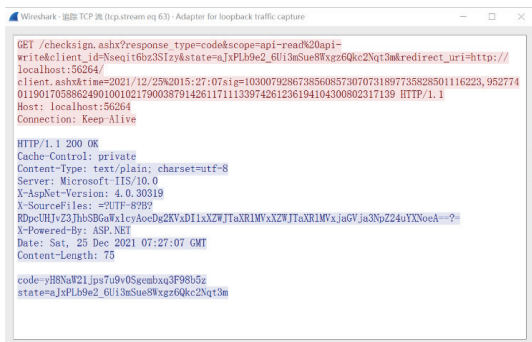 Wireshark · 追踪 TCP 流 (tcp.stream eq 63) · Adapter for loopback traffic capture
GET /checksign.ashx?response_type=code&scope=api-read%20api-
write&client_id=Nseqit6bz3SIzy&state=aJxPLb9e2_6Ui3mSue8Wxgz6Qkc2Nqt3m&redirect_uri=http://
localhost:56264/
client.ashx&time=2021/12/25%2015:27:07sig=10300792867385608573070731897735828501116223,952774
01190170588624901001021790038791426117111339742612361941043008023171​39 HTTP/1.1
Host: localhost:56264
Connection: Keep-Alive
HTTP/1.1 200 OK
Cache-Control: private
Content-Type: text/plain; charset=utf-8
Server: Microsoft-IIS/10.0
X-AspNet-Version: 4.0.30319
X-SourceFiles: =?UTF-8?B?
RDpcUHJvZ3JhbSBGaWxlcyAoeDg2KVxDI1xXZWJTaXRlMVxXZWJTaXRlMVxjaGVja3NpZ24uYXNoeA==?=
X-Powered-By: ASP.NET
Date: Sat, 25 Dec 2021 07:27:07 GMT
Content-Length: 75
code=yH8NaW21jps7u9v0Sgembxq3F98b5z
state=aJxPLb9e2_6Ui3mSue8Wxgz6Qkc2Nqt3m